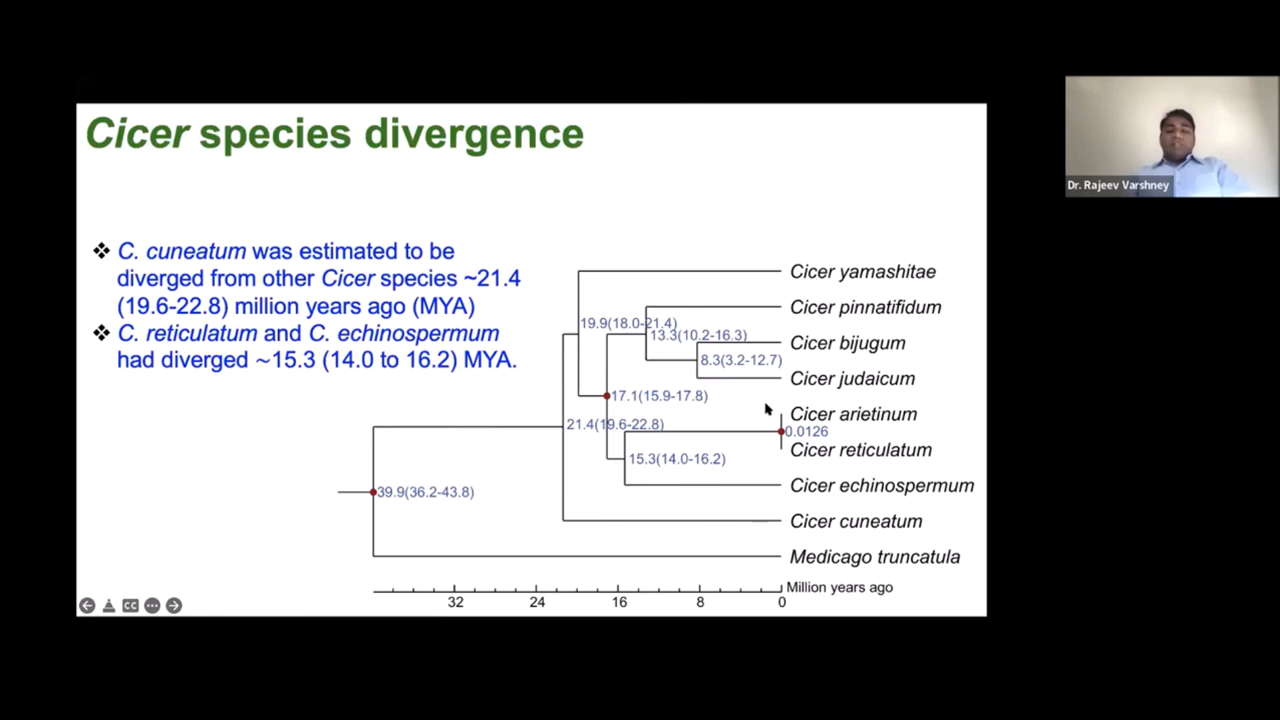 Cicer species divergence
Dr. Rajeev Varshney
❖ C. cuneatum was estimated to be
diverged from other Cicer species ~21.4
(19.6-22.8) million years ago (MYA)
❖ C. reticulatum and C. echinospermum
had diverged ~15.3 (14.0 to 16.2) MYA.
Cicer yamashitae
Cicer pinnatifidum
19.9(18.0-21.4)
13.3(10.2-16.3)
Cicer bijugum
8.3(3.2-12.7)
Cicer judaicum
17.1(15.9-17.8)
Cicer arietinum
21.4(19.6-22.8)
0.0126
Cicer reticulatum
15.3(14.0-16.2)
Cicer echinospermum
39.9(36.2-43.8)
Cicer cuneatum
Medicago truncatula
Million years ago
32 24 16 8 0
CC